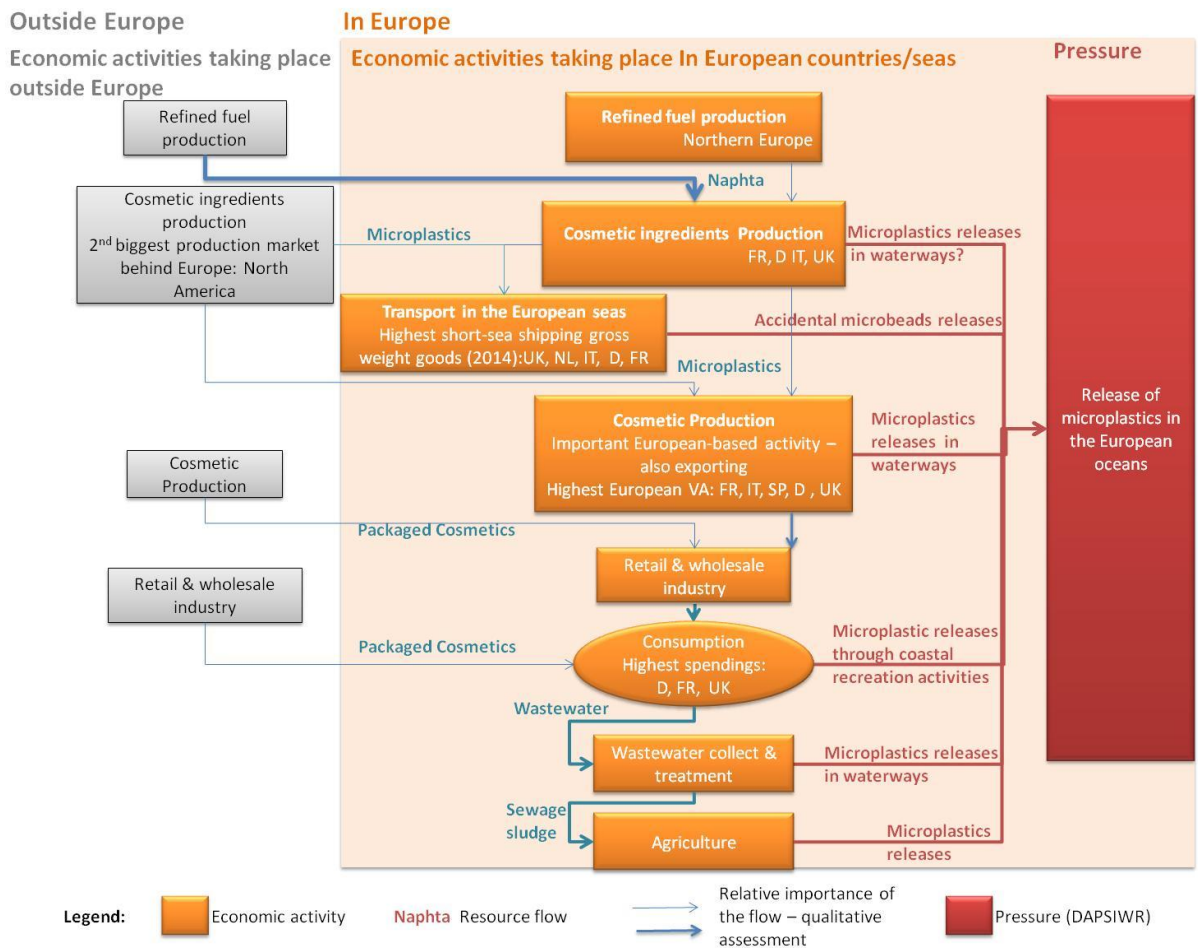 Outside Europe
In Europe
Economic activities taking place
outside Europe
Economic activities taking place In European countries/seas
Pressure
Refined fuel
production
Refined fuel production
Northern Europe
Naphta
Cosmetic ingredients
production
2nd biggest production market
behind Europe: North
America
Microplastics
Cosmetic ingredients Production
FR, D IT, UK
Microplastics releases
in waterways?
Transport in the European seas
Highest short-sea shipping gross
weight goods (2014):UK, NL, IT, D, FR
Accidental microbeads releases
Microplastics
Release of
microplastics in
the European
oceans
Cosmetic Production
Important European-based activity –
also exporting
Highest European VA: FR, IT, SP, D , UK
Microplastics
releases in
waterways
Cosmetic
Production
Packaged Cosmetics
Retail & wholesale
industry
Retail & wholesale
industry
Packaged Cosmetics
Consumption
Highest spendings:
D, FR, UK
Microplastic releases
through coastal
recreation activities
Wastewater
Wastewater collect &
treatment
Microplastics releases
in waterways
Sewage
sludge
Agriculture
Microplastics
releases
Legend:
Economic activity
Naphta Resource flow
Relative importance of
the flow – qualitative
assessment
Pressure (DAPSIWR)